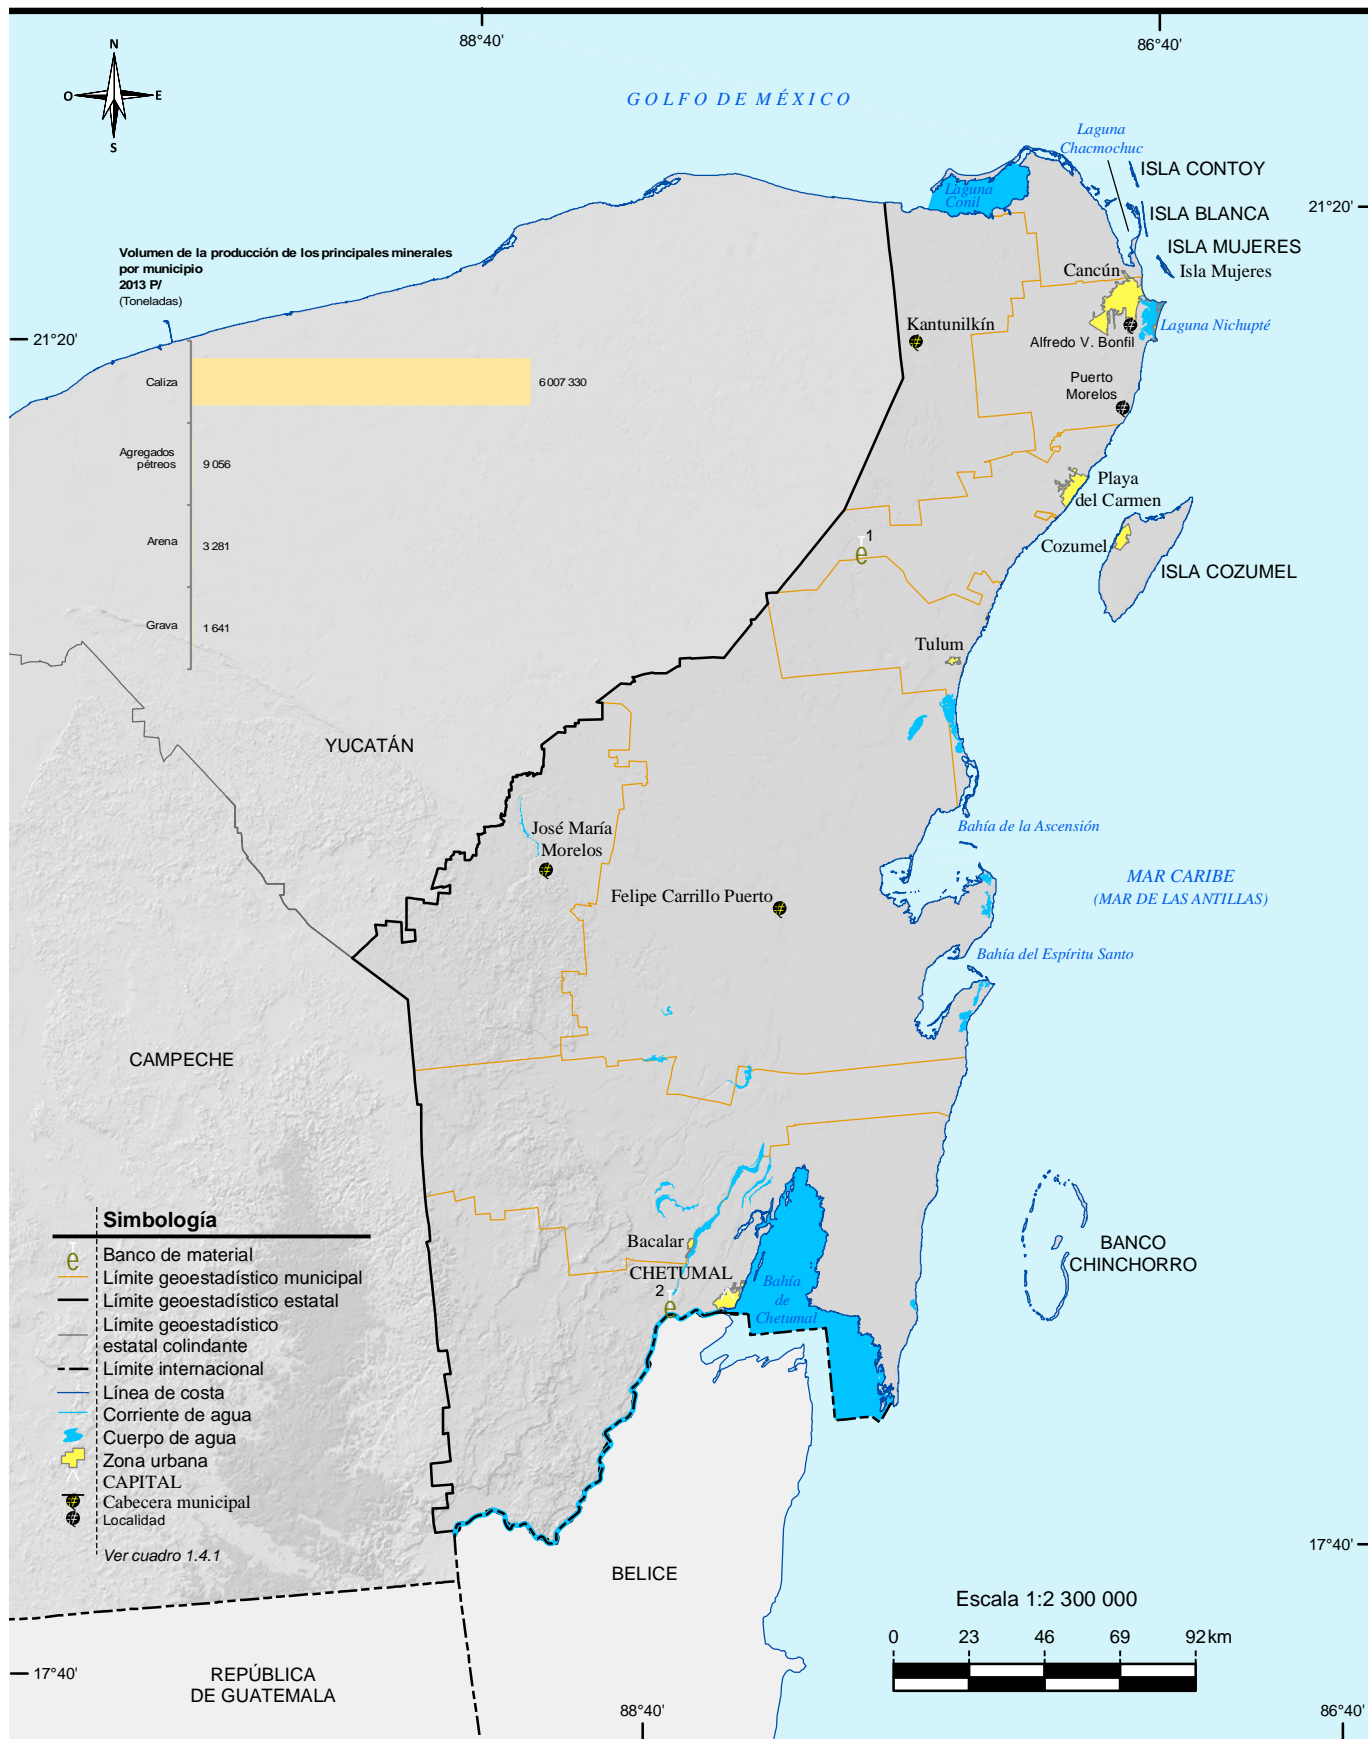 88°40'
86°40'
N
O
E
S
GOLFO DE MÉXICO
Laguna
Chacmochuc
ISLA CONTOY
Laguna
Conil
ISLA BLANCA
21°20'
ISLA MUJERES
Isla Mujeres
Cancún
Volumen de la producción de los principales minerales
por municipio
2013 P/
(Toneladas)
Kantunilkín
Laguna Nichupté
Alfredo V. Bonfil
21°20'
Caliza
6 007 330
Puerto
Morelos
Agregados
pétreos
9 056
Playa
del Carmen
Arena
3 281
1
e
Cozumel
ISLA COZUMEL
Grava
1 641
Tulum
YUCATÁN
José María
Morelos
Bahía de la Ascensión
MAR CARIBE
(MAR DE LAS ANTILLAS)
Felipe Carrillo Puerto
Bahía del Espíritu Santo
CAMPECHE
Bacalar
BANCO
CHINCHORRO
CHETUMAL
2
e
Bahía
de
Chetumal
Simbología
e
Banco de material
Límite geoestadístico municipal
Límite geoestadístico estatal
Límite geoestadístico
estatal colindante
Límite internacional
Línea de costa
Corriente de agua
Cuerpo de agua
Zona urbana
CAPITAL
Cabecera municipal
Localidad
Ver cuadro 1.4.1
17°40'
BELICE
Escala 1:2 300 000
0 23 46 69 92 km
17°40'
REPÚBLICA
DE GUATEMALA
88°40'
86°40'